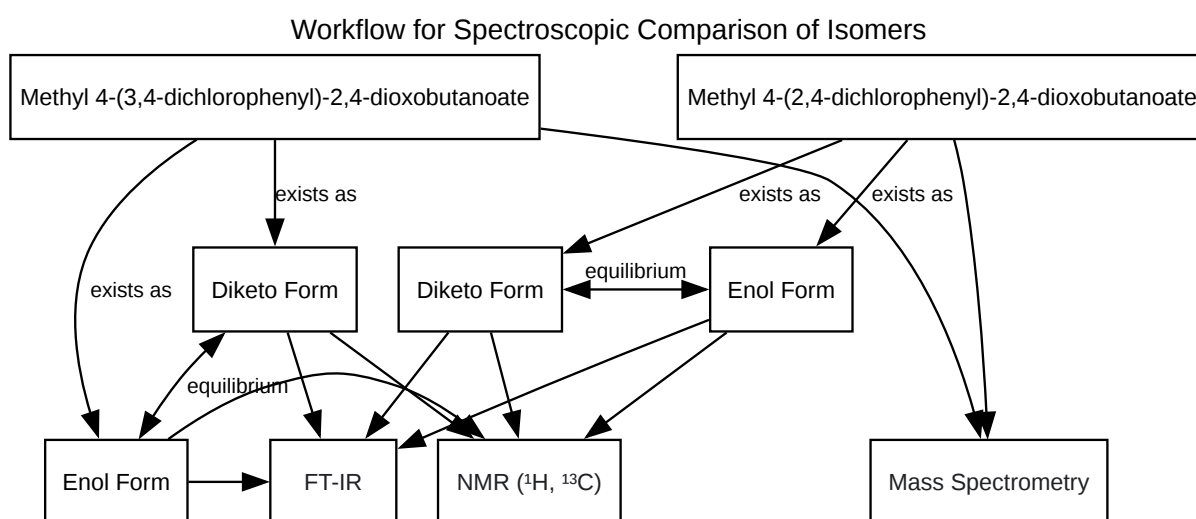 Workflow for Spectroscopic Comparison of Isomers
Methyl 4-(3,4-dichlorophenyl)-2,4-dioxobutanoate
Methyl 4-(2,4-dichlorophenyl)-2,4-dioxobutanoate
exists as
exists as
exists as
exists as
Diketo Form
Diketo Form
equilibrium
Enol Form
equilibrium
Enol Form
FT-IR
NMR (¹H, ¹³C)
Mass Spectrometry